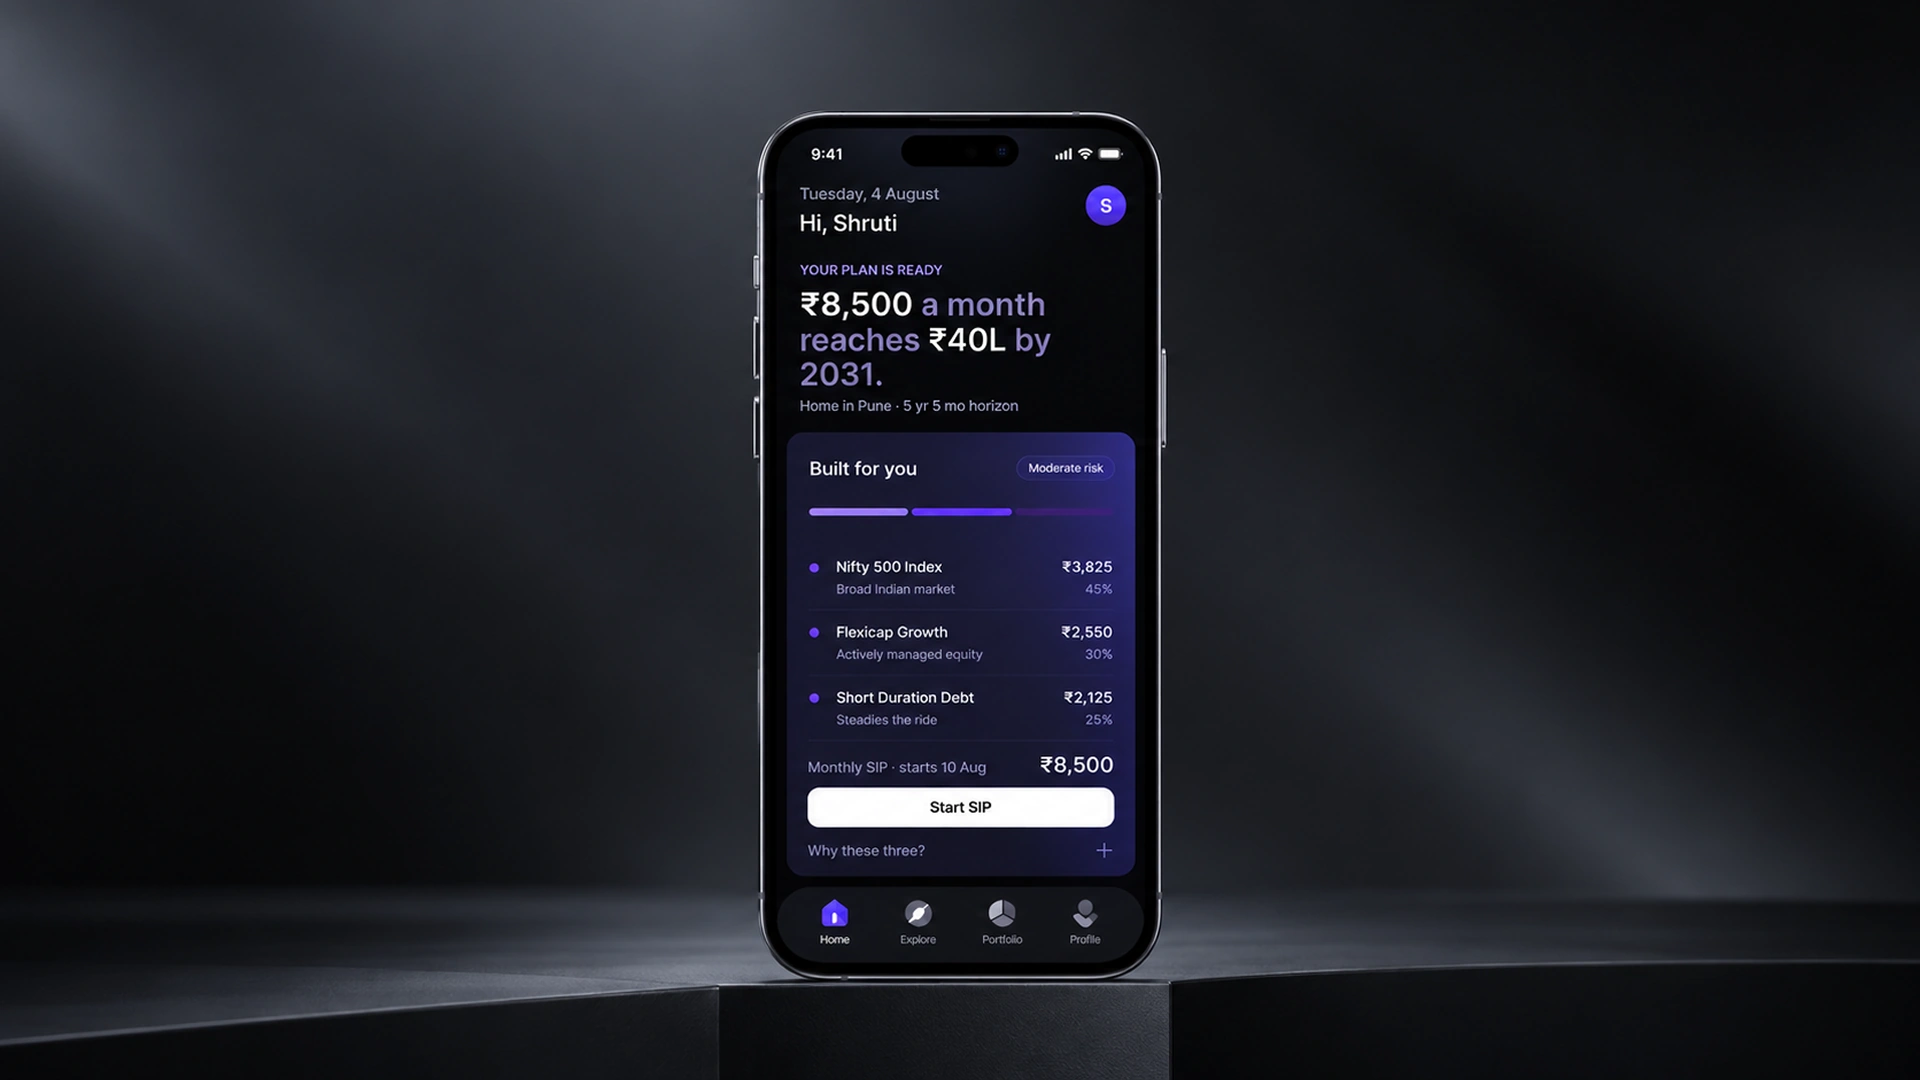 9:41
Tuesday, 4 August
S
Hi, Shruti
YOUR PLAN IS READY
₹8,500 a month
reaches ₹40L by
2031.
Home in Pune · 5 yr 5 mo horizon
Built for you
Moderate risk
Nifty 500 Index
₹3,825
Broad Indian market
45%
Flexicap Growth
₹2,550
Actively managed equity
30%
Short Duration Debt
₹2,125
Steadies the ride
25%
Monthly SIP · starts 10 Aug
₹8,500
Start SIP
Why these three?
Home
Explore
Portfolio
Profile